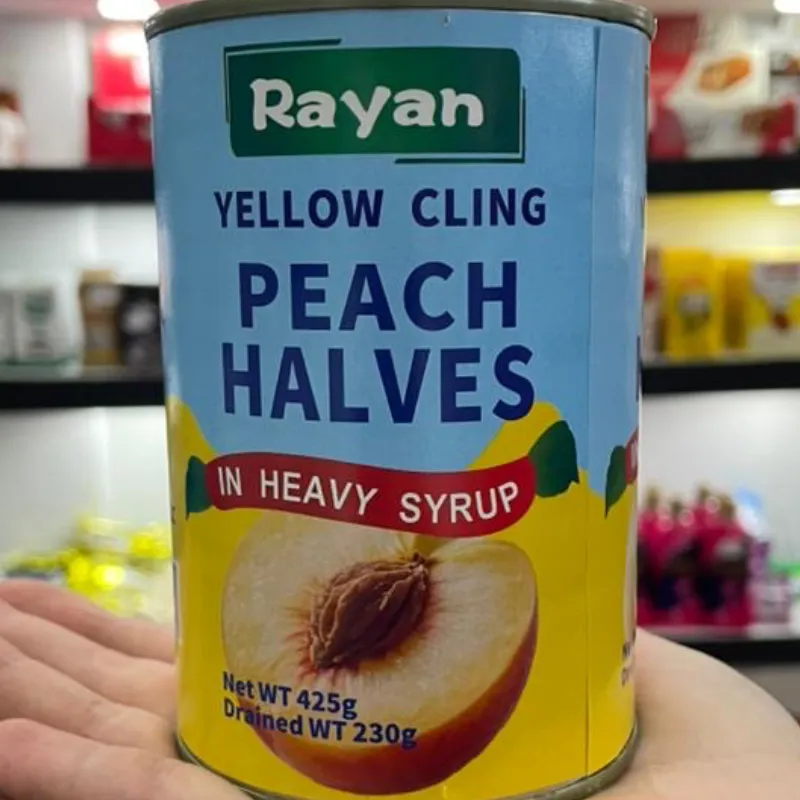 Rayan
YELLOW CLING
PEACH
HALVES
IN HEAVY SYRUP
Net WT 425g
Drained WT 230g